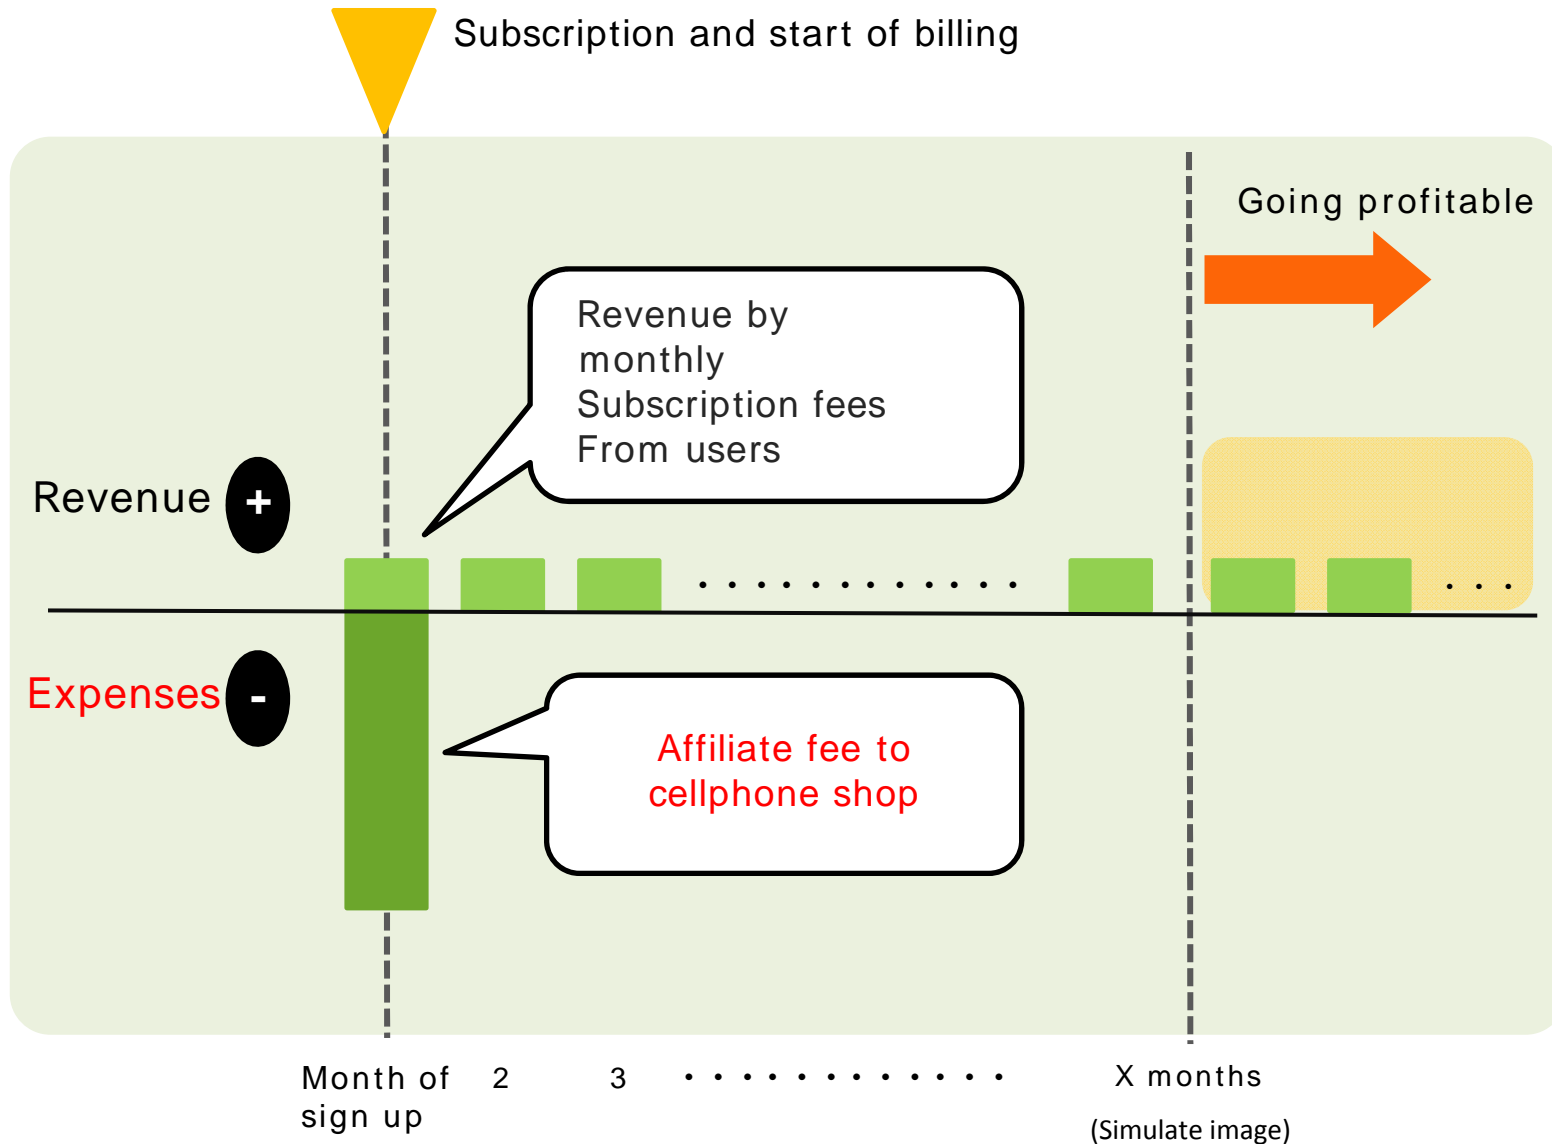 Subscription and start of billing
Going profitable
Revenue by
monthly
Subscription fees
From users
Revenue +
· · · · · · · · · · · ·
· · ·
Expenses -
Affiliate fee to
cellphone shop
Month of
sign up
2
3
· · · · · · · · · · · ·
X months
(Simulate image)